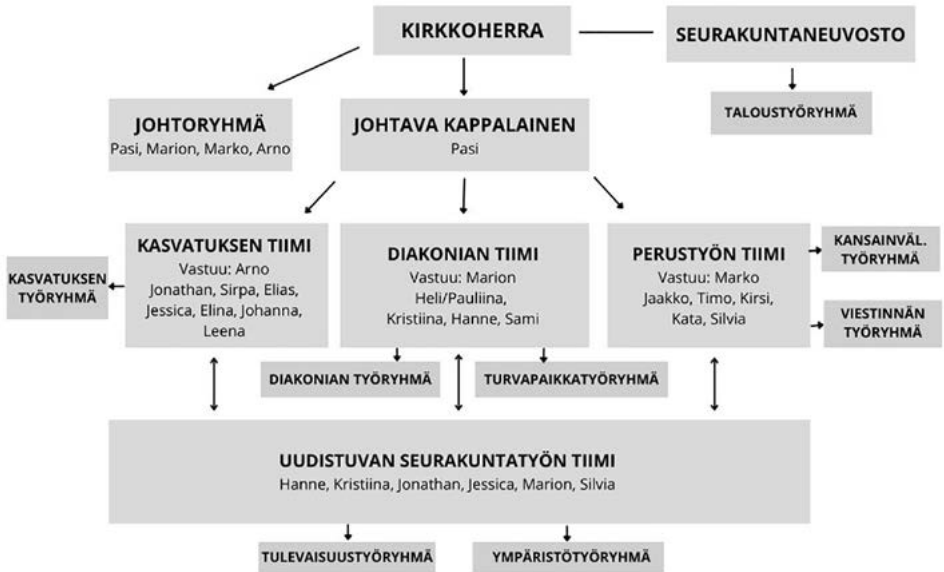 KIRKKOHERRA
SEURAKUNTANEUVOSTO
TALOUSTYÖRYHMÄ
JOHTORYHMÄ
Pasi, Marion, Marko, Arno
JOHTAVA KAPPALAINEN
Pasi
KASVATUKSEN TIIMI
Vastuu: Arno
Jonathan, Sirpa, Elias,
Jessica, Elina, Johanna,
Leena
KASVATUKSEN
TYÖRYHMÄ
DIAKONIAN TIIMI
Vastuu: Marion
Heli/Pauliina,
Kristiina, Hanne, Sami
PERUSTYÖN TIIMI
Vastuu: Marko
Jaakko, Timo, Kirsi,
Kata, Silvia
KANSAINVÄL.
TYÖRYHMÄ
VIESTINNÄN
TYÖRYHMÄ
DIAKONIAN TYÖRYHMÄ
TURVAPAIKKATYÖRYHMÄ
UUDISTUVAN SEURAKUNTATYÖN TIIMI
Hanne, Kristiina, Jonathan, Jessica, Marion, Silvia
TULEVAISUUSTYÖRYHMÄ
YMPÄRISTÖTYÖRYHMÄ